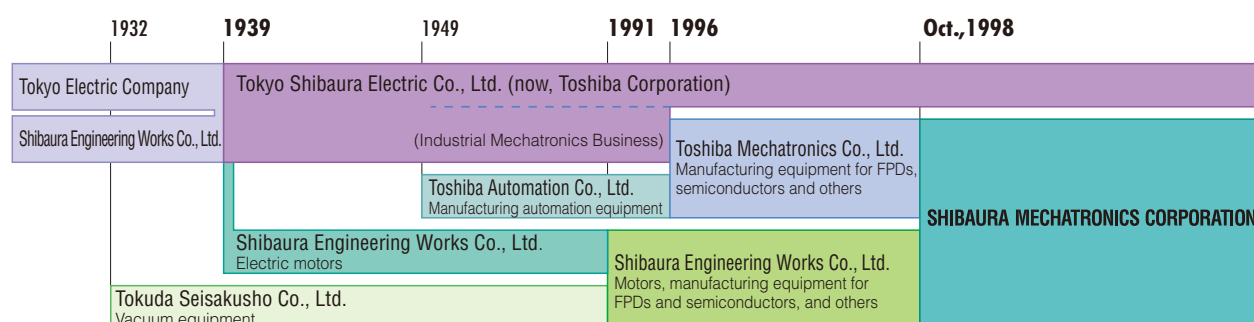 1932
1939
1949
1991
1996
Oct.,1998
Tokyo Electric Company
Tokyo Shibaura Electric Co., Ltd. (now, Toshiba Corporation)
Shibaura Engineering Works Co., Ltd.
(Industrial Mechatronics Business)
Toshiba Mechatronics Co., Ltd.
Manufacturing equipment for FPDs,
semiconductors and others
Toshiba Automation Co., Ltd.
Manufacturing automation equipment
SHIBAURA MECHATRONICS CORPORATION
Shibaura Engineering Works Co., Ltd.
Electric motors
Shibaura Engineering Works Co., Ltd.
Motors, manufacturing equipment for
FPDs and semiconductors, and others
Tokuda Seisakusho Co., Ltd.
Vacuum equipment